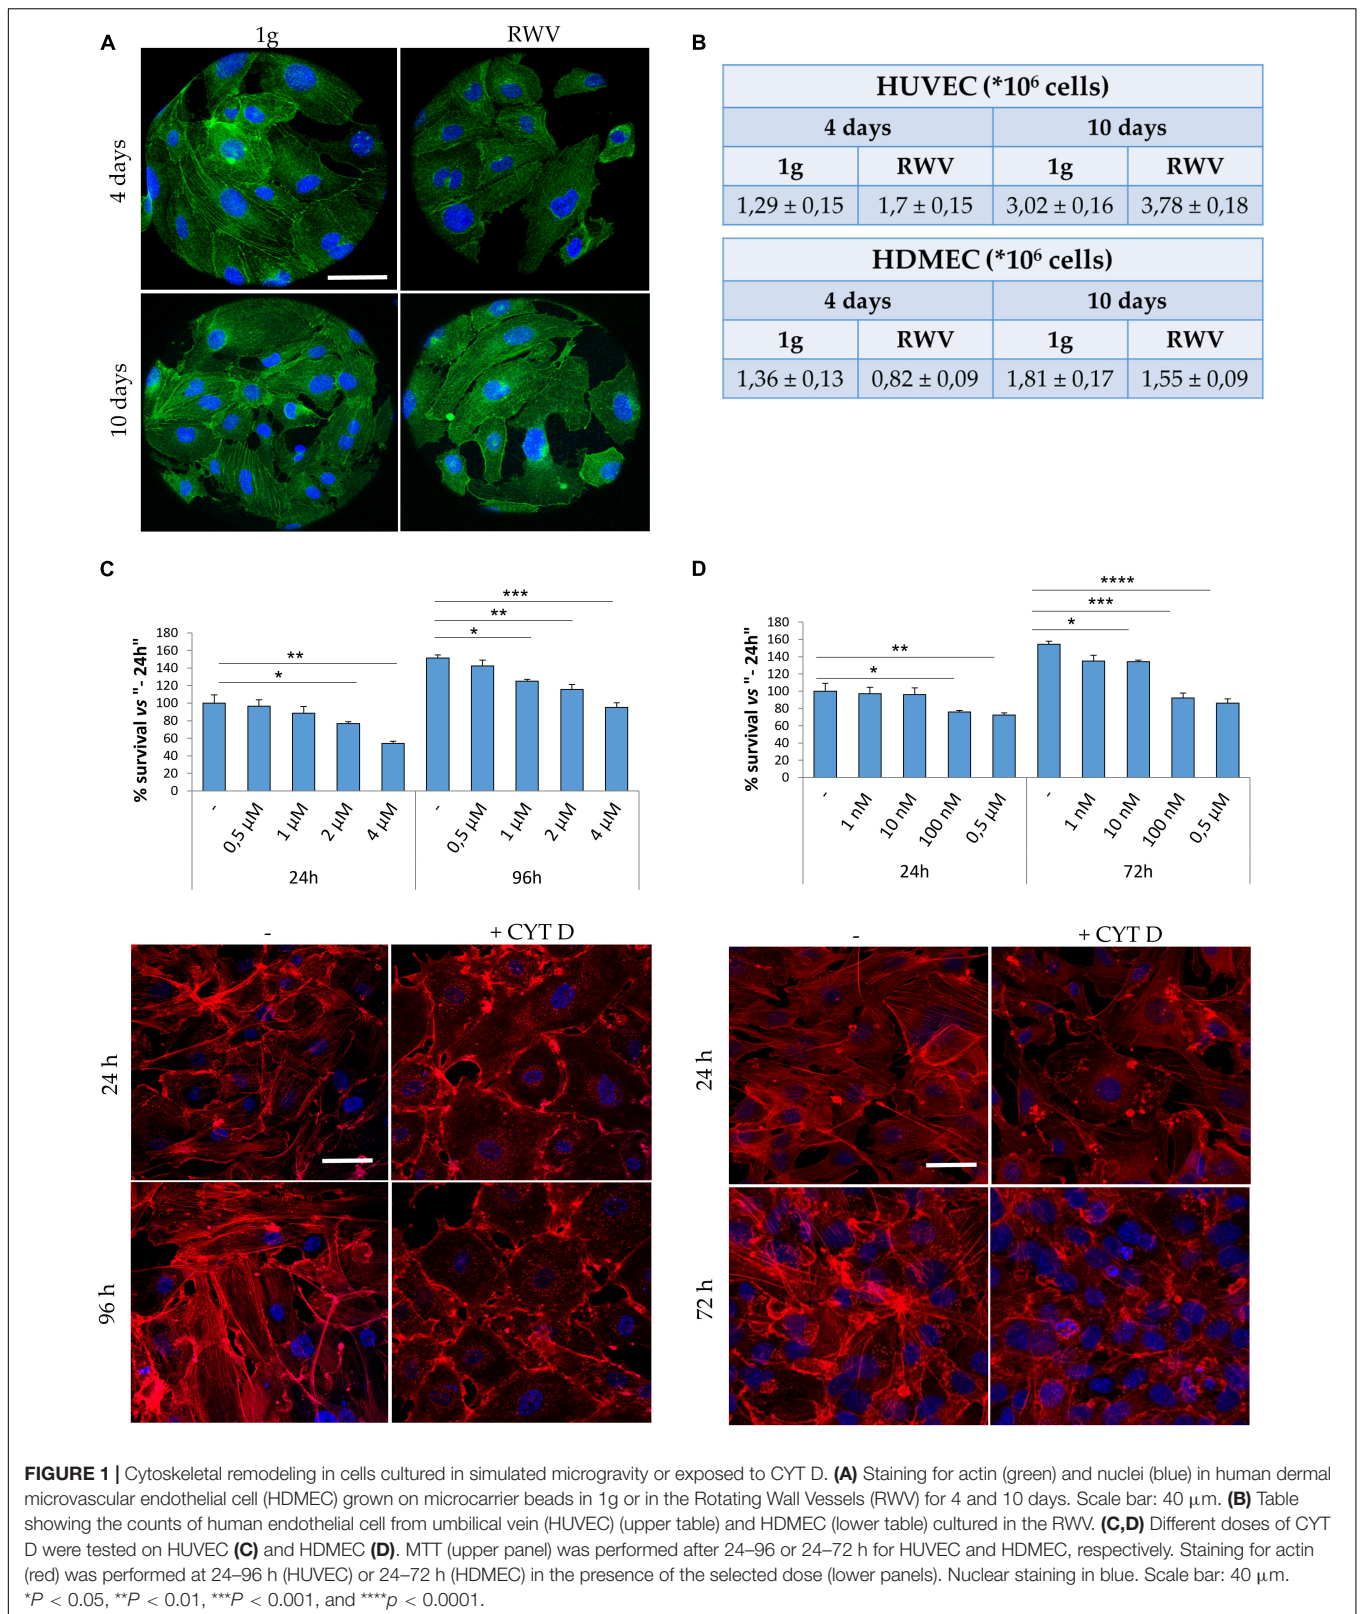 A
1g
RWV
4 days
10 days
B
HUVEC (*10⁶ cells)
4 days 10 days
1g RWV 1g RWV
1,29 ± 0,15 1,7 ± 0,15 3,02 ± 0,16 3,78 ± 0,18
HDMEC (*10⁶ cells)
4 days 10 days
1g RWV 1g RWV
1,36 ± 0,13 0,82 ± 0,09 1,81 ± 0,17 1,55 ± 0,09
C
% survival vs "- 24h"
180
160
140
120
100
80
60
40
20
0
**
*
***
**
*
- 0,5 µM 1 µM 2 µM 4 µM - 0,5 µM 1 µM 2 µM 4 µM
24h 96h
- + CYT D
24 h
96 h
D
% survival vs "- 24h"
180
160
140
120
100
80
60
40
20
0
**
*
****
***
*
- 1 nM 10 nM 100 nM 0,5 µM - 1 nM 10 nM 100 nM 0,5 µM
24h 72h
- + CYT D
24 h
72 h
FIGURE 1 | Cytoskeletal remodeling in cells cultured in simulated microgravity or exposed to CYT D. (A) Staining for actin (green) and nuclei (blue) in human dermal
microvascular endothelial cell (HDMEC) grown on microcarrier beads in 1g or in the Rotating Wall Vessels (RWV) for 4 and 10 days. Scale bar: 40 µm. (B) Table
showing the counts of human endothelial cell from umbilical vein (HUVEC) (upper table) and HDMEC (lower table) cultured in the RWV. (C,D) Different doses of CYT
D were tested on HUVEC (C) and HDMEC (D). MTT (upper panel) was performed after 24–96 or 24–72 h for HUVEC and HDMEC, respectively. Staining for actin
(red) was performed at 24–96 h (HUVEC) or 24–72 h (HDMEC) in the presence of the selected dose (lower panels). Nuclear staining in blue. Scale bar: 40 µm.
*P < 0.05, **P < 0.01, ***P < 0.001, and ****p < 0.0001.